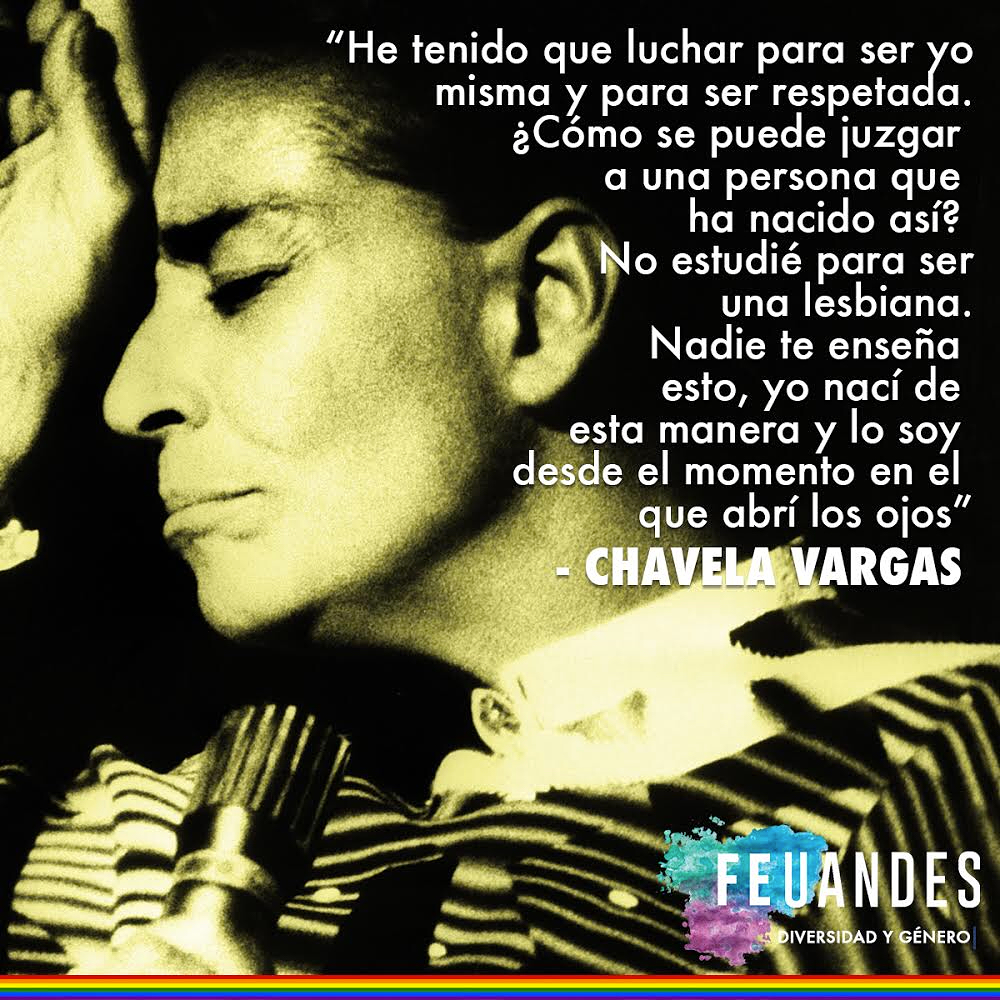 “He tenido que luchar para ser yo
misma y para ser respetada.
¿Cómo se puede juzgar
a una persona que
ha nacido así?
No estudié para ser
una lesbiana.
Nadie te enseña
esto, yo nací de
esta manera y lo soy
desde el momento en el
que abrí los ojos”
- CHAVELA VARGAS
FEUANDES
DIVERSIDAD Y GÉNERO